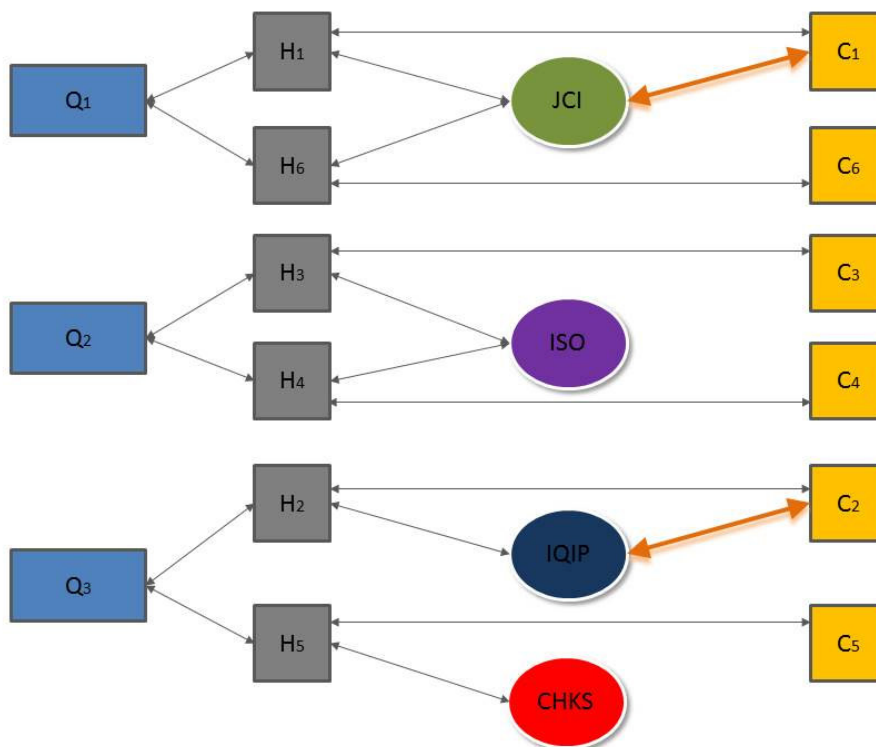 H₁
C₁
Q₁
JCI
H₆
C₆
H₃
C₃
Q₂
ISO
H₄
C₄
H₂
C₂
IQIP
Q₃
H₅
C₅
CHKS